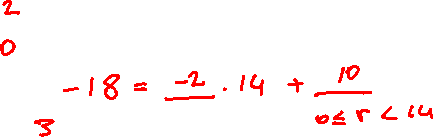 2
0
3
-18 = -2 . 14 + 10
0 ≤ r < 14